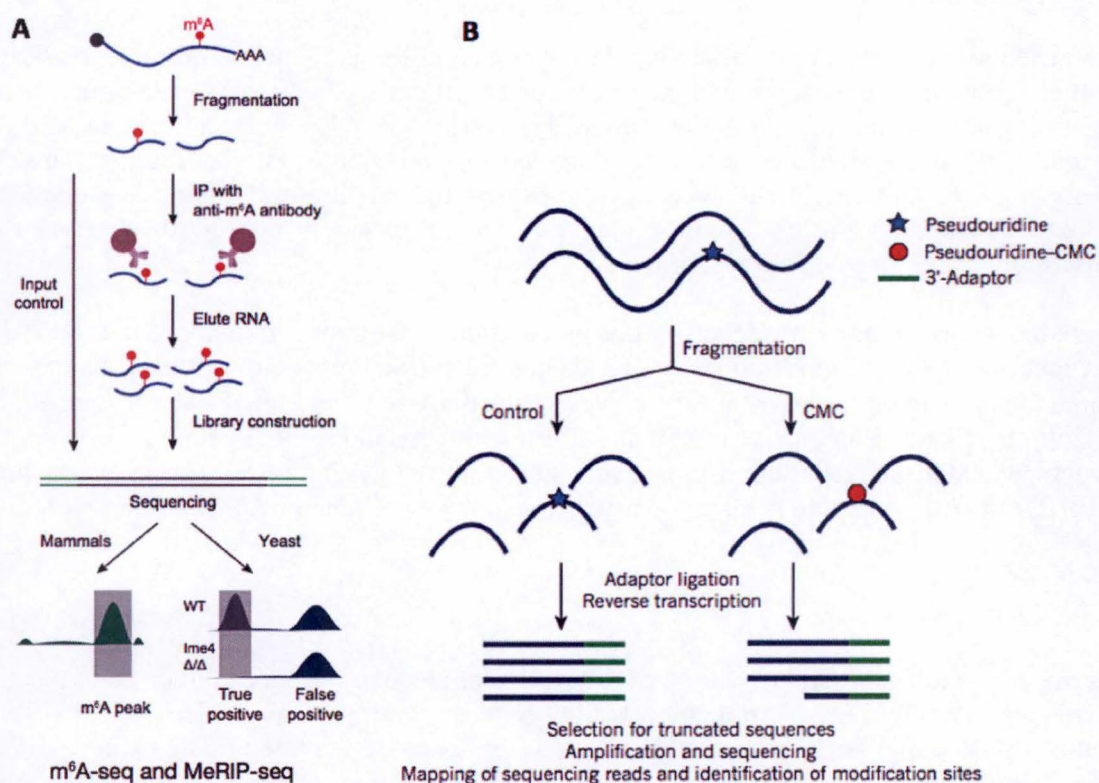 A
m⁶A
AAA
Fragmentation
IP with
anti-m⁶A antibody
Input
control
Elute RNA
Library construction
Sequencing
Mammals
Yeast
WT
Ime4
Δ/Δ
m⁶A peak
True
positive
False
positive
m⁶A-seq and MeRIP-seq
B
Pseudouridine
Pseudouridine–CMC
3'-Adaptor
Fragmentation
Control
CMC
Adaptor ligation
Reverse transcription
Selection for truncated sequences
Amplification and sequencing
Mapping of sequencing reads and identification of modification sites